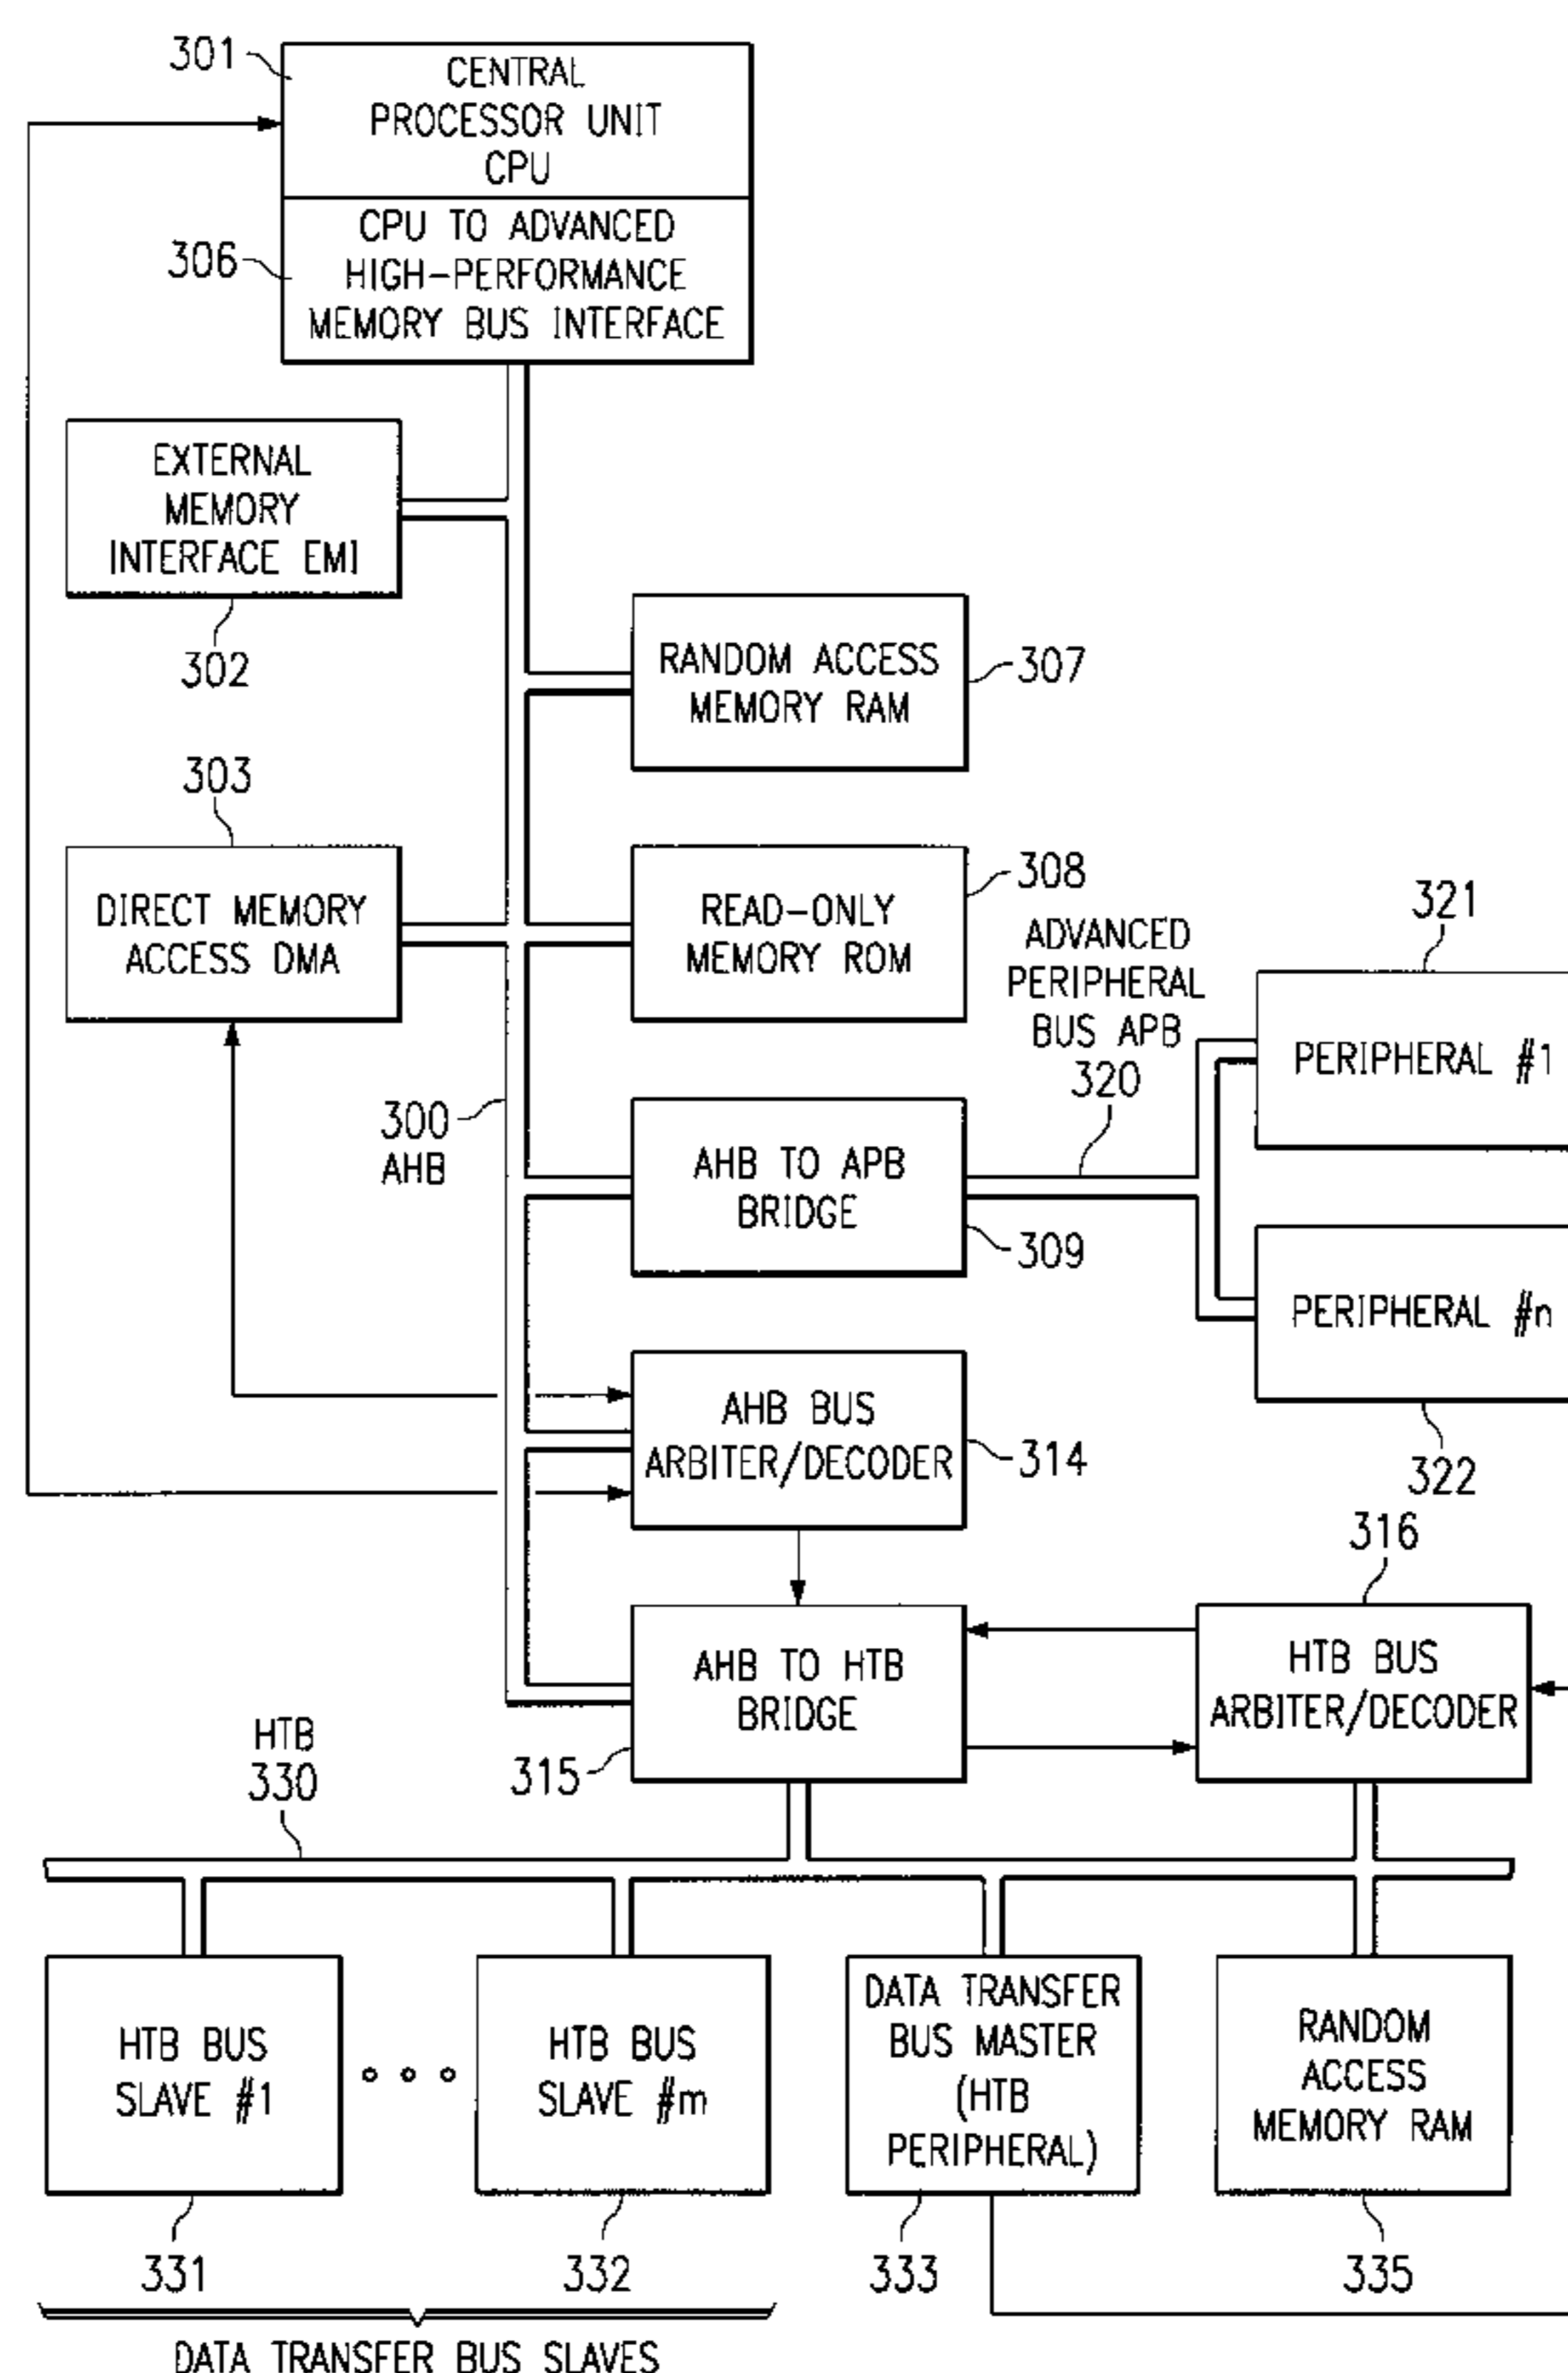 301
CENTRAL
PROCESSOR UNIT
CPU
306
CPU TO ADVANCED
HIGH-PERFORMANCE
MEMORY BUS INTERFACE
EXTERNAL
MEMORY
INTERFACE EMI
302
RANDOM ACCESS
MEMORY RAM
307
303
DIRECT MEMORY
ACCESS DMA
READ-ONLY
MEMORY ROM
308
ADVANCED
PERIPHERAL
BUS APB
320
321
PERIPHERAL #1
300
AHB
AHB TO APB
BRIDGE
309
PERIPHERAL #n
322
AHB BUS
ARBITER/DECODER
314
316
AHB TO HTB
BRIDGE
315
HTB BUS
ARBITER/DECODER
HTB
330
HTB BUS
SLAVE #1
331
HTB BUS
SLAVE #m
332
DATA TRANSFER
BUS MASTER
(HTB
PERIPHERAL)
333
RANDOM
ACCESS
MEMORY RAM
335
DATA TRANSFER BUS SLAVES